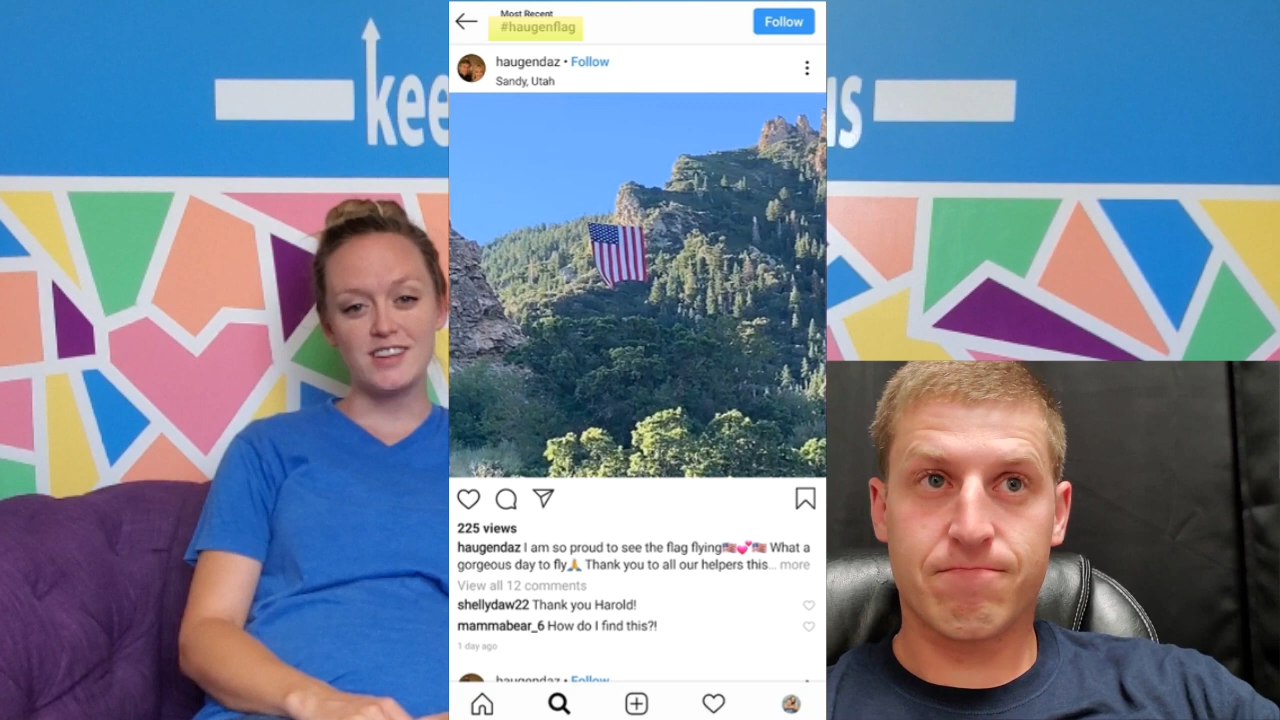 kee
us
Most Recent
#haugenflag
Follow
haugendaz • Follow
Sandy, Utah
225 views
haugendaz I am so proud to see the flag flying🇺🇸💕🇺🇸 What a
gorgeous day to fly🙏 Thank you to all our helpers this... more
View all 12 comments
shellydaw22 Thank you Harold!
mammabear_6 How do I find this?!
1 day ago
haugendaz • Follow